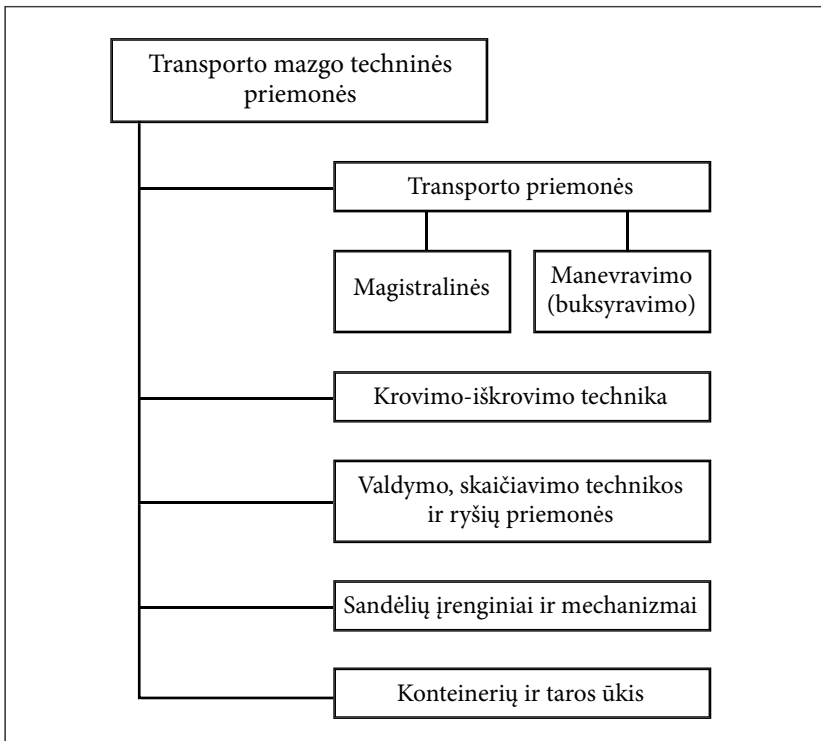 Transporto mazgo techninės
priemonės
Transporto priemonės
Magistralinės
Manevravimo
(buksyravimo)
Krovimo-iškrovimo technika
Valdymo, skaičiavimo technikos
ir ryšių priemonės
Sandėlių įrenginiai ir mechanizmai
Konteinerių ir taros ūkis